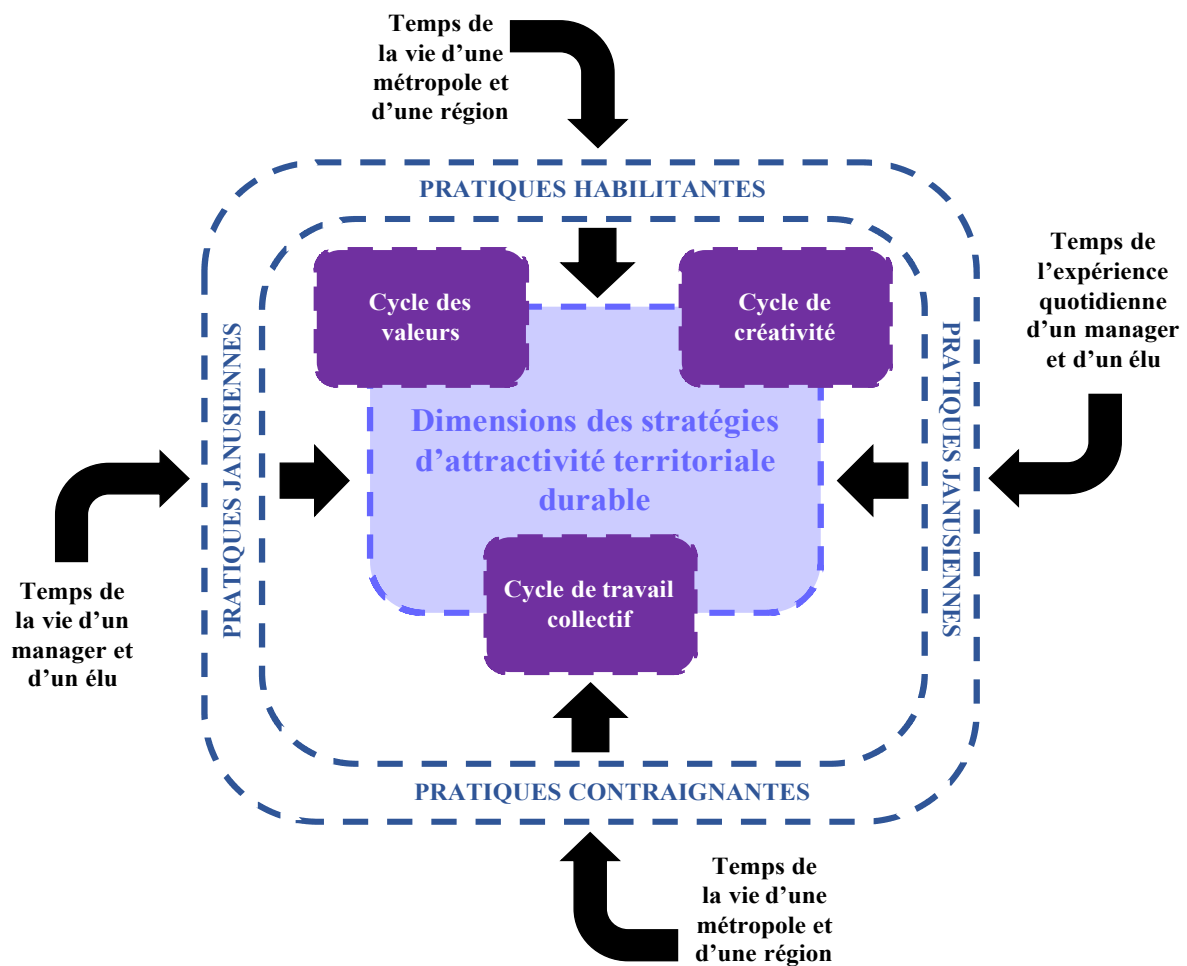 Temps de
la vie d’une
métropole et
d’une région
PRATIQUES HABILITANTES
Cycle des
valeurs
Cycle de
créativité
Temps de
l’expérience
quotidienne
d’un manager
et d’un élu
PRATIQUES JANUSIENNES
PRATIQUES JANUSIENNES
Dimensions des stratégies
d’attractivité territoriale
durable
Cycle de travail
collectif
Temps de
la vie d’un
manager et
d’un élu
PRATIQUES CONTRAIGNANTES
Temps de
la vie d’une
métropole et
d’une région